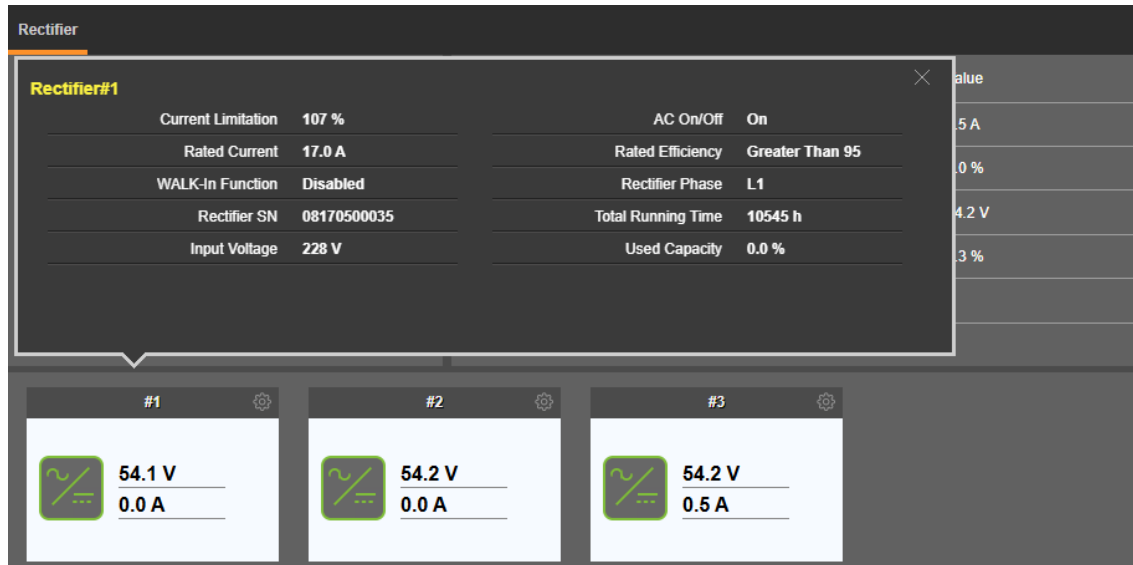 Rectifier
Rectifier#1
Current Limitation 107 %
Rated Current 17.0 A
WALK-In Function Disabled
Rectifier SN 08170500035
Input Voltage 228 V
AC On/Off On
Rated Efficiency Greater Than 95
Rectifier Phase L1
Total Running Time 10545 h
Used Capacity 0.0 %
alue
.5 A
.0 %
4.2 V
.3 %
#1
54.1 V
0.0 A
#2
54.2 V
0.0 A
#3
54.2 V
0.5 A